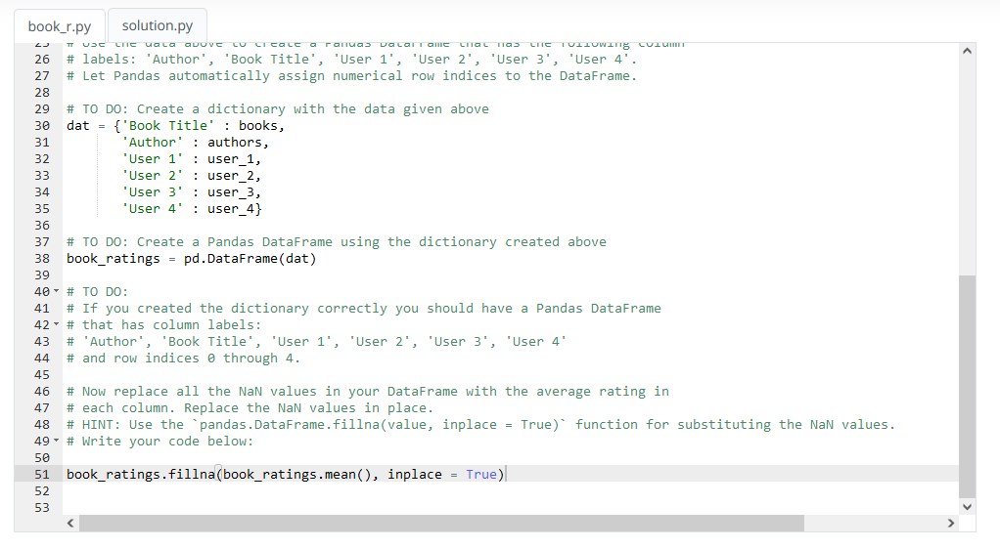 book_r.py solution.py
25 # Use the data above to create a Pandas DataFrame that has the following column
26 # labels: 'Author', 'Book Title', 'User 1', 'User 2', 'User 3', 'User 4'.
27 # Let Pandas automatically assign numerical row indices to the DataFrame.
28
29 # TO DO: Create a dictionary with the data given above
30 dat = {'Book Title' : books,
31 'Author' : authors,
32 'User 1' : user_1,
33 'User 2' : user_2,
34 'User 3' : user_3,
35 'User 4' : user_4}
36
37 # TO DO: Create a Pandas DataFrame using the dictionary created above
38 book_ratings = pd.DataFrame(dat)
39
40 # TO DO:
41 # If you created the dictionary correctly you should have a Pandas DataFrame
42 # that has column labels:
43 # 'Author', 'Book Title', 'User 1', 'User 2', 'User 3', 'User 4'
44 # and row indices 0 through 4.
45
46 # Now replace all the NaN values in your DataFrame with the average rating in
47 # each column. Replace the NaN values in place.
48 # HINT: Use the `pandas.DataFrame.fillna(value, inplace = True)` function for substituting the NaN values.
49 # Write your code below:
50
51 book_ratings.fillna(book_ratings.mean(), inplace = True)
52
53